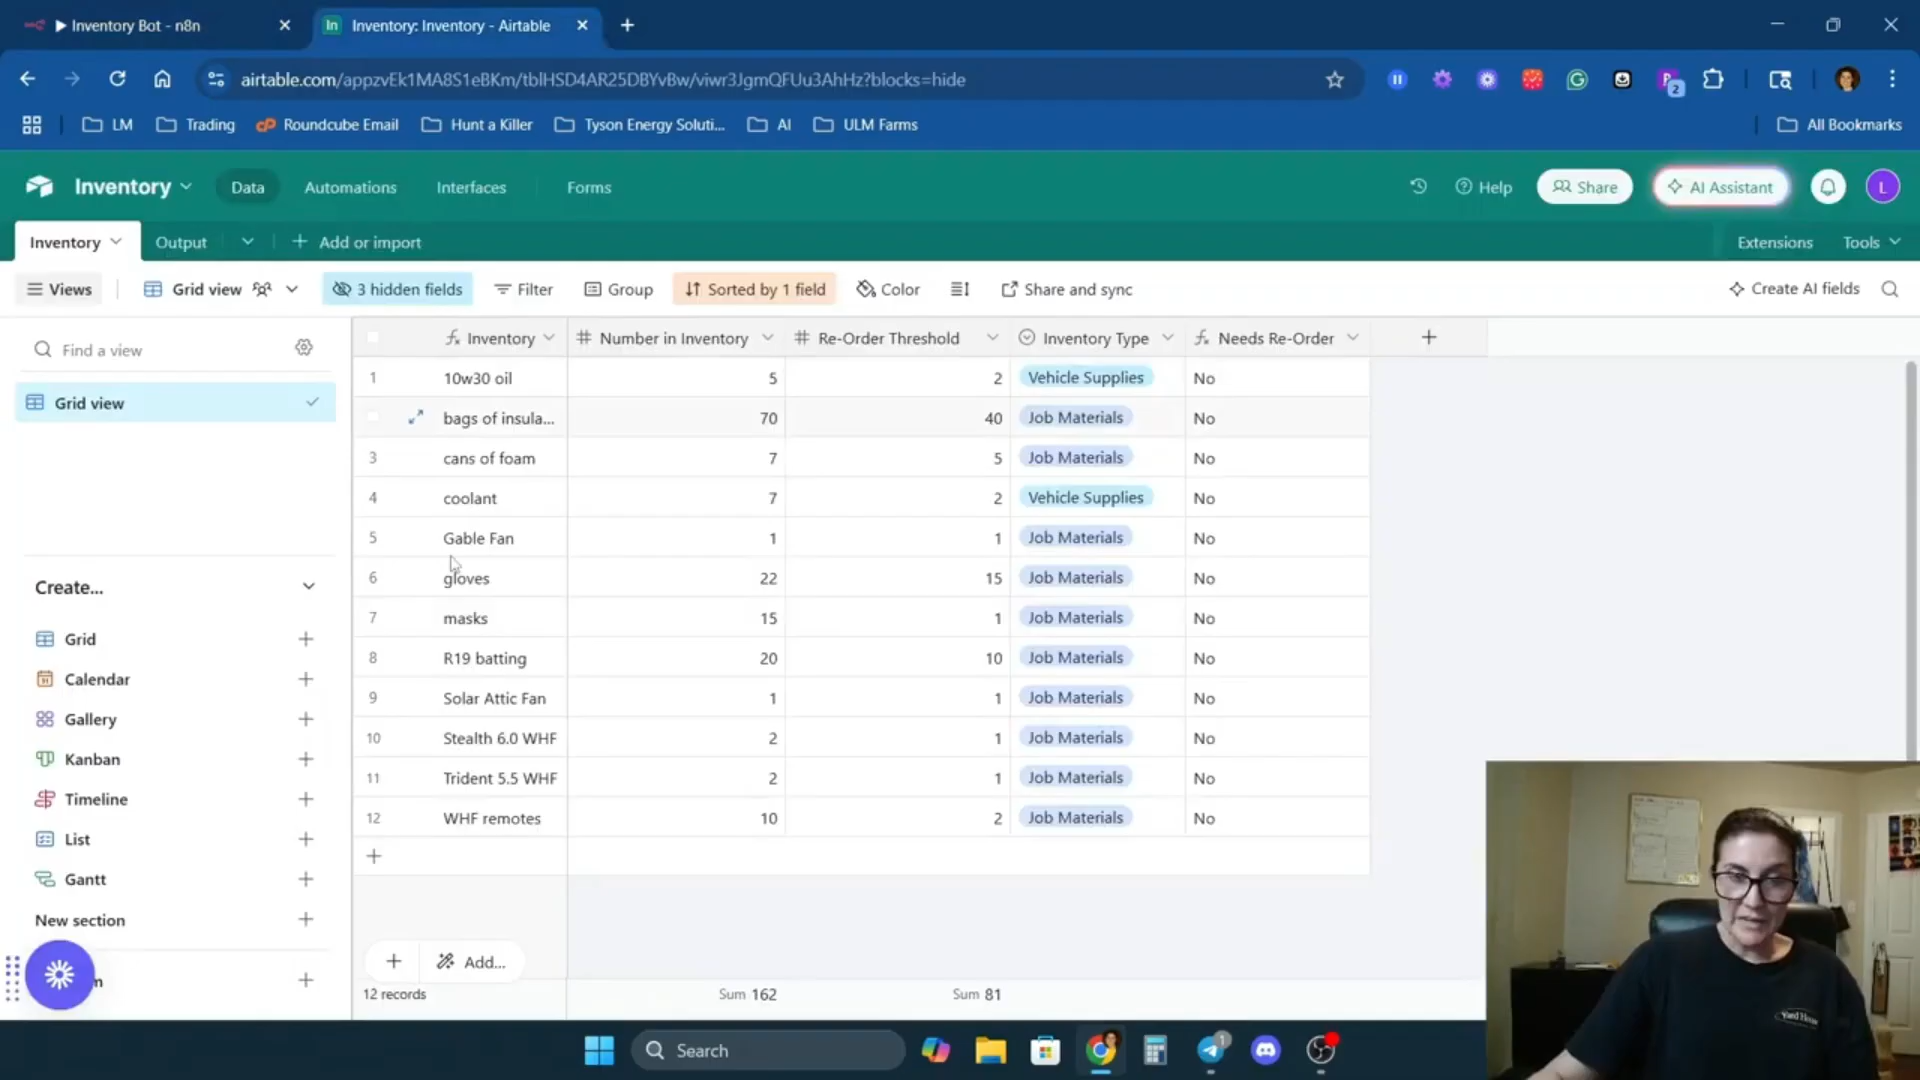 Inventory Bot - n8n
In
Inventory: Inventory - Airtable
airtable.com/appzvEk1MA8S1eBKm/tblHSD4AR25DBYvBw/viwr3JgmQFUu3AhHz?blocks=hide
2
LM
Trading
Roundcube Email
Hunt a Killer
Tyson Energy Soluti...
AI
ULM Farms
All Bookmarks
Inventory
Data
Automations
Interfaces
Forms
Help
Share
AI Assistant
L
Inventory
Output
Add or import
Extensions
Tools
Views
Grid view
3 hidden fields
Filter
Group
Sorted by 1 field
Color
Share and sync
Create AI fields
Find a view
Grid view
Create...
Grid
Calendar
Gallery
Kanban
Timeline
List
Gantt
New section
Inventory Number in Inventory Re-Order Threshold Inventory Type Needs Re-Order
1 10w30 oil 5 2 Vehicle Supplies No
bags of insula... 70 40 Job Materials No
3 cans of foam 7 5 Job Materials No
4 coolant 7 2 Vehicle Supplies No
5 Gable Fan 1 1 Job Materials No
6 gloves 22 15 Job Materials No
7 masks 15 1 Job Materials No
8 R19 batting 20 10 Job Materials No
9 Solar Attic Fan 1 1 Job Materials No
10 Stealth 6.0 WHF 2 1 Job Materials No
11 Trident 5.5 WHF 2 1 Job Materials No
12 WHF remotes 10 2 Job Materials No
Add...
12 records
Sum 162
Sum 81
Search
1
Yard House